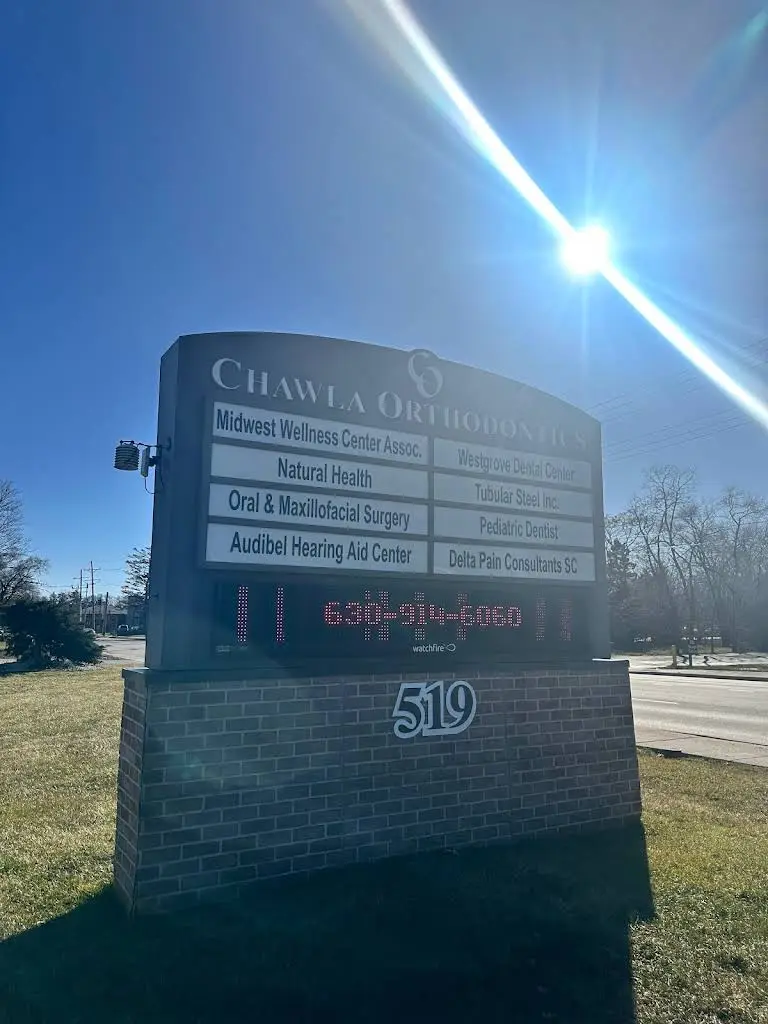 Chawla Orthodontics
Midwest Wellness Center Assoc.
Natural Health
Oral & Maxillofacial Surgery
Audibel Hearing Aid Center
Westgrove Dental Center
Tubular Steel Inc.
Pediatric Dentist
Delta Pain Consultants SC
630-914-6060
watchfire
519